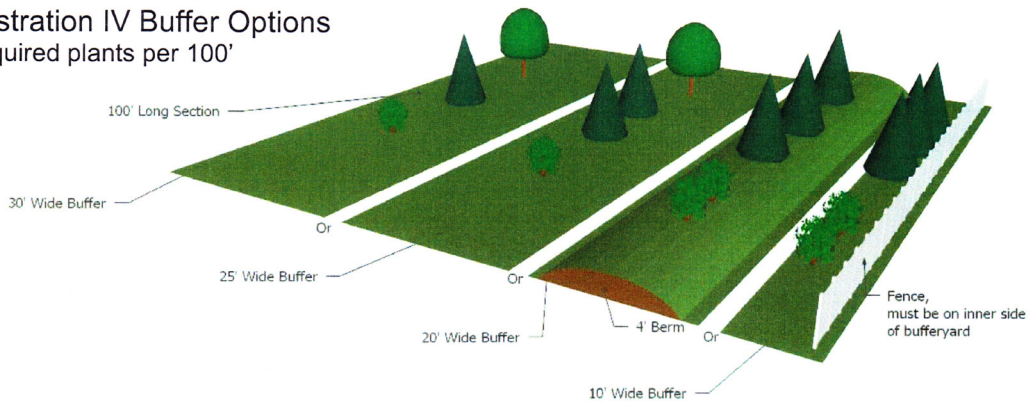 stration IV Buffer Options
quired plants per 100'
100' Long Section
30' Wide Buffer
Or
25' Wide Buffer
Or
20' Wide Buffer
4' Berm
Or
10' Wide Buffer
Fence,
must be on inner side
of bufferyard